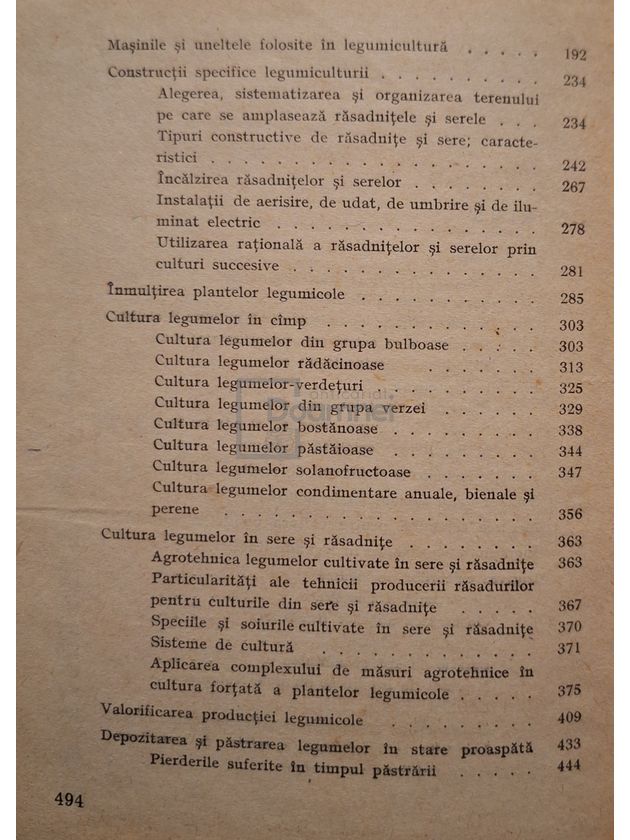 Mașinile și uneltele folosite în legumicultură . . . . . 192
Construcții specifice legumiculturii . . . . . . . . . 234
Alegerea, sistematizarea și organizarea terenului
pe care se amplasează răsadnițele și serele . . . 234
Tipuri constructive de răsadnițe și sere; caracte-
ristici . . . . . . . . . . . . . . . . . 242
Încălzirea răsadnițelor și serelor . . . . . . . . 267
Instalații de aerisire, de udat, de umbrire și de ilu-
minat electric . . . . . . . . . . . . . . 278
Utilizarea rațională a răsadnițelor și serelor prin
culturi succesive . . . . . . . . . . . . . 281
Înmulțirea plantelor legumicole . . . . . . . . . . 285
Cultura legumelor în cîmp . . . . . . . . . . . . 303
Cultura legumelor din grupa bulboase . . . . . 303
Cultura legumelor rădăcinoase . . . . . . . 313
Cultura legumelor-verdețuri . . . . . . . . 325
Cultura legumelor din grupa verzei . . . . . . 329
Cultura legumelor bostănoase . . . . . . . . 338
Cultura legumelor păstăioase . . . . . . . . 344
Cultura legumelor solanofructoase . . . . . . 347
Cultura legumelor condimentare anuale, bienale și
perene . . . . . . . . . . . . . . . . 356
Cultura legumelor în sere și răsadnițe . . . . . . . . 363
Agrotehnica legumelor cultivate în sere și răsadnițe 363
Particularități ale tehnicii producerii răsadurilor
pentru culturile din sere și răsadnițe . . . . . 367
Speciile și soiurile cultivate în sere și răsadnițe 370
Sisteme de cultură . . . . . . . . . . . . 371
Aplicarea complexului de măsuri agrotehnice în
cultura forțată a plantelor legumicole . . . . . 375
Valorificarea producției legumicole . . . . . . . . . 409
Depozitarea și păstrarea legumelor în stare proaspătă 433
Pierderile suferite în timpul păstrării . . . . . 444
494
anticariat
Doamnei